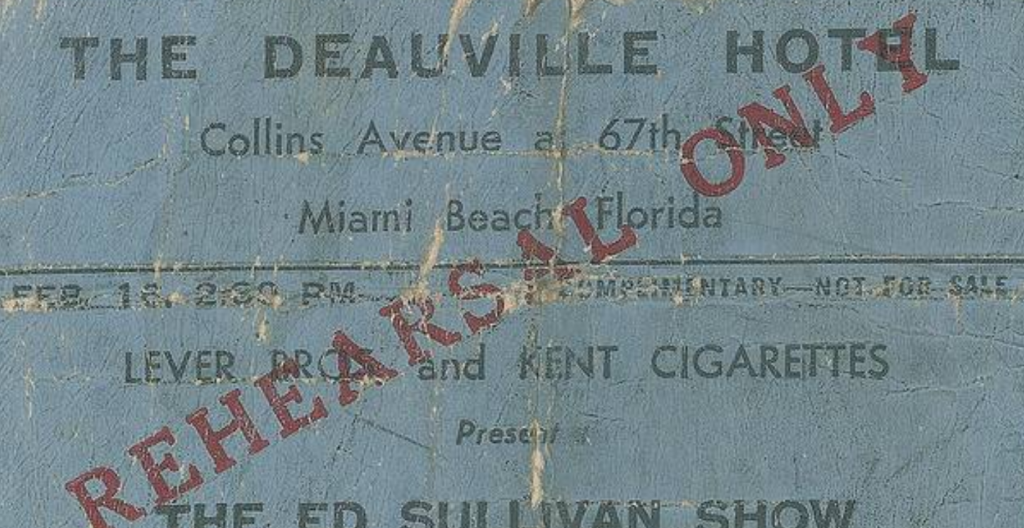 THE DEAUVILLE HOTEL
Collins Avenue at 67th Street
Miami Beach, Florida
FEB. 16, 2:30 PM COMPLIMENTARY—NOT FOR SALE
LEVER BROS. and KENT CIGARETTES
Present
THE ED SULLIVAN SHOW
REHEARSAL ONLY